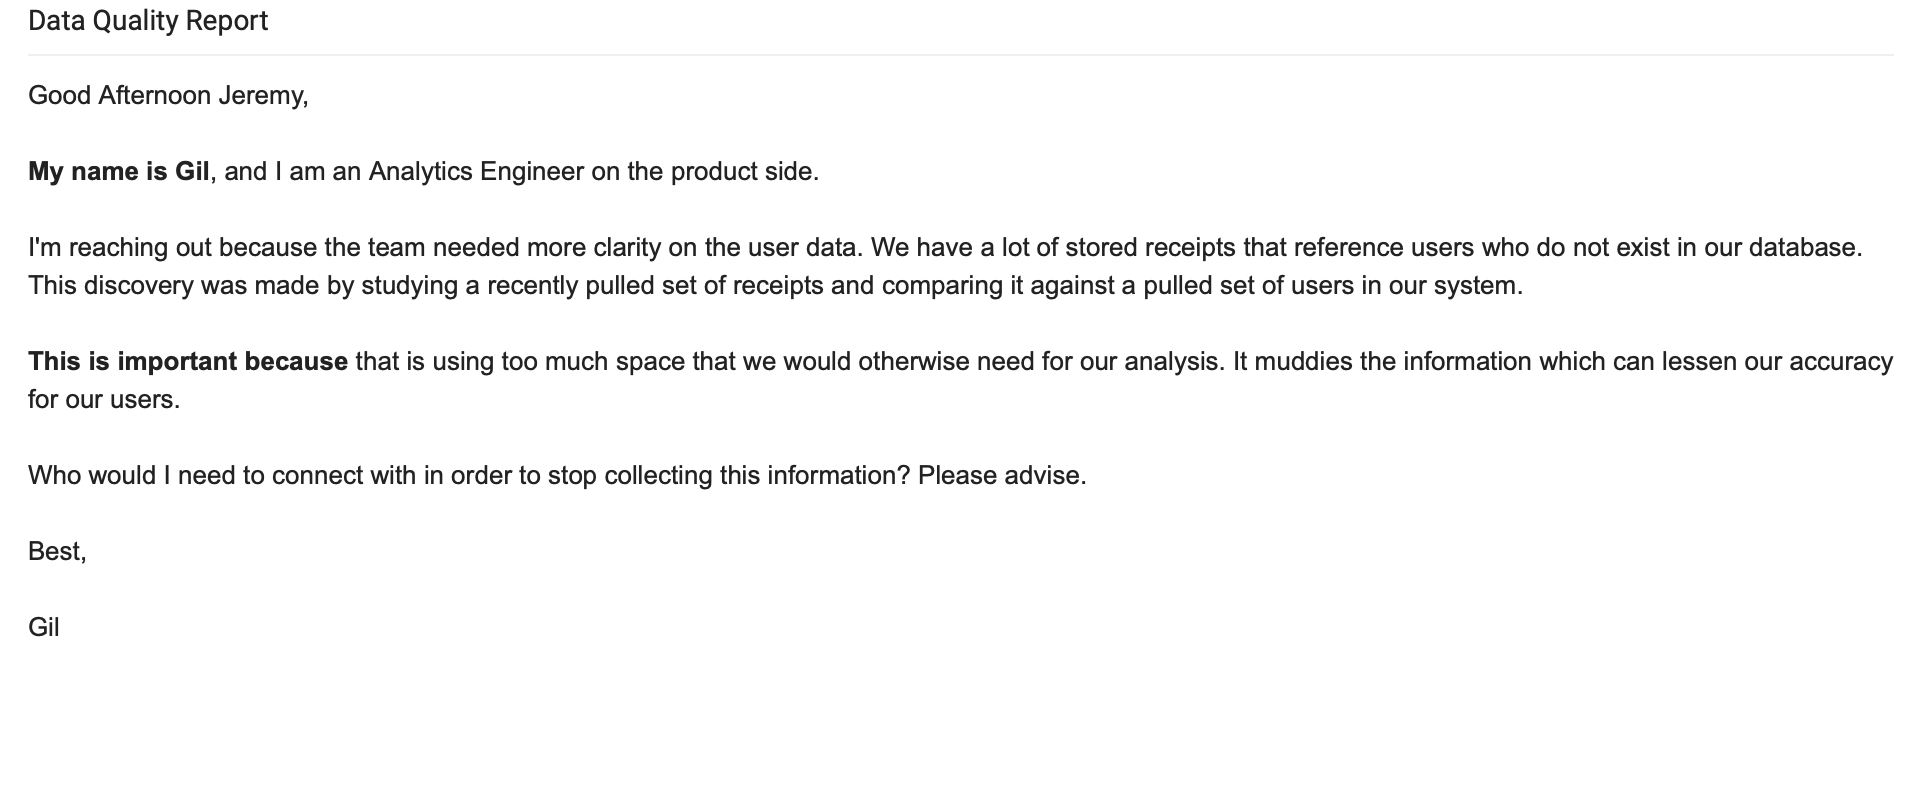 Data Quality Report
Good Afternoon Jeremy,
My name is Gil, and I am an Analytics Engineer on the product side.
I'm reaching out because the team needed more clarity on the user data. We have a lot of stored receipts that reference users who do not exist in our database.
This discovery was made by studying a recently pulled set of receipts and comparing it against a pulled set of users in our system.
This is important because that is using too much space that we would otherwise need for our analysis. It muddies the information which can lessen our accuracy
for our users.
Who would I need to connect with in order to stop collecting this information? Please advise.
Best,
Gil